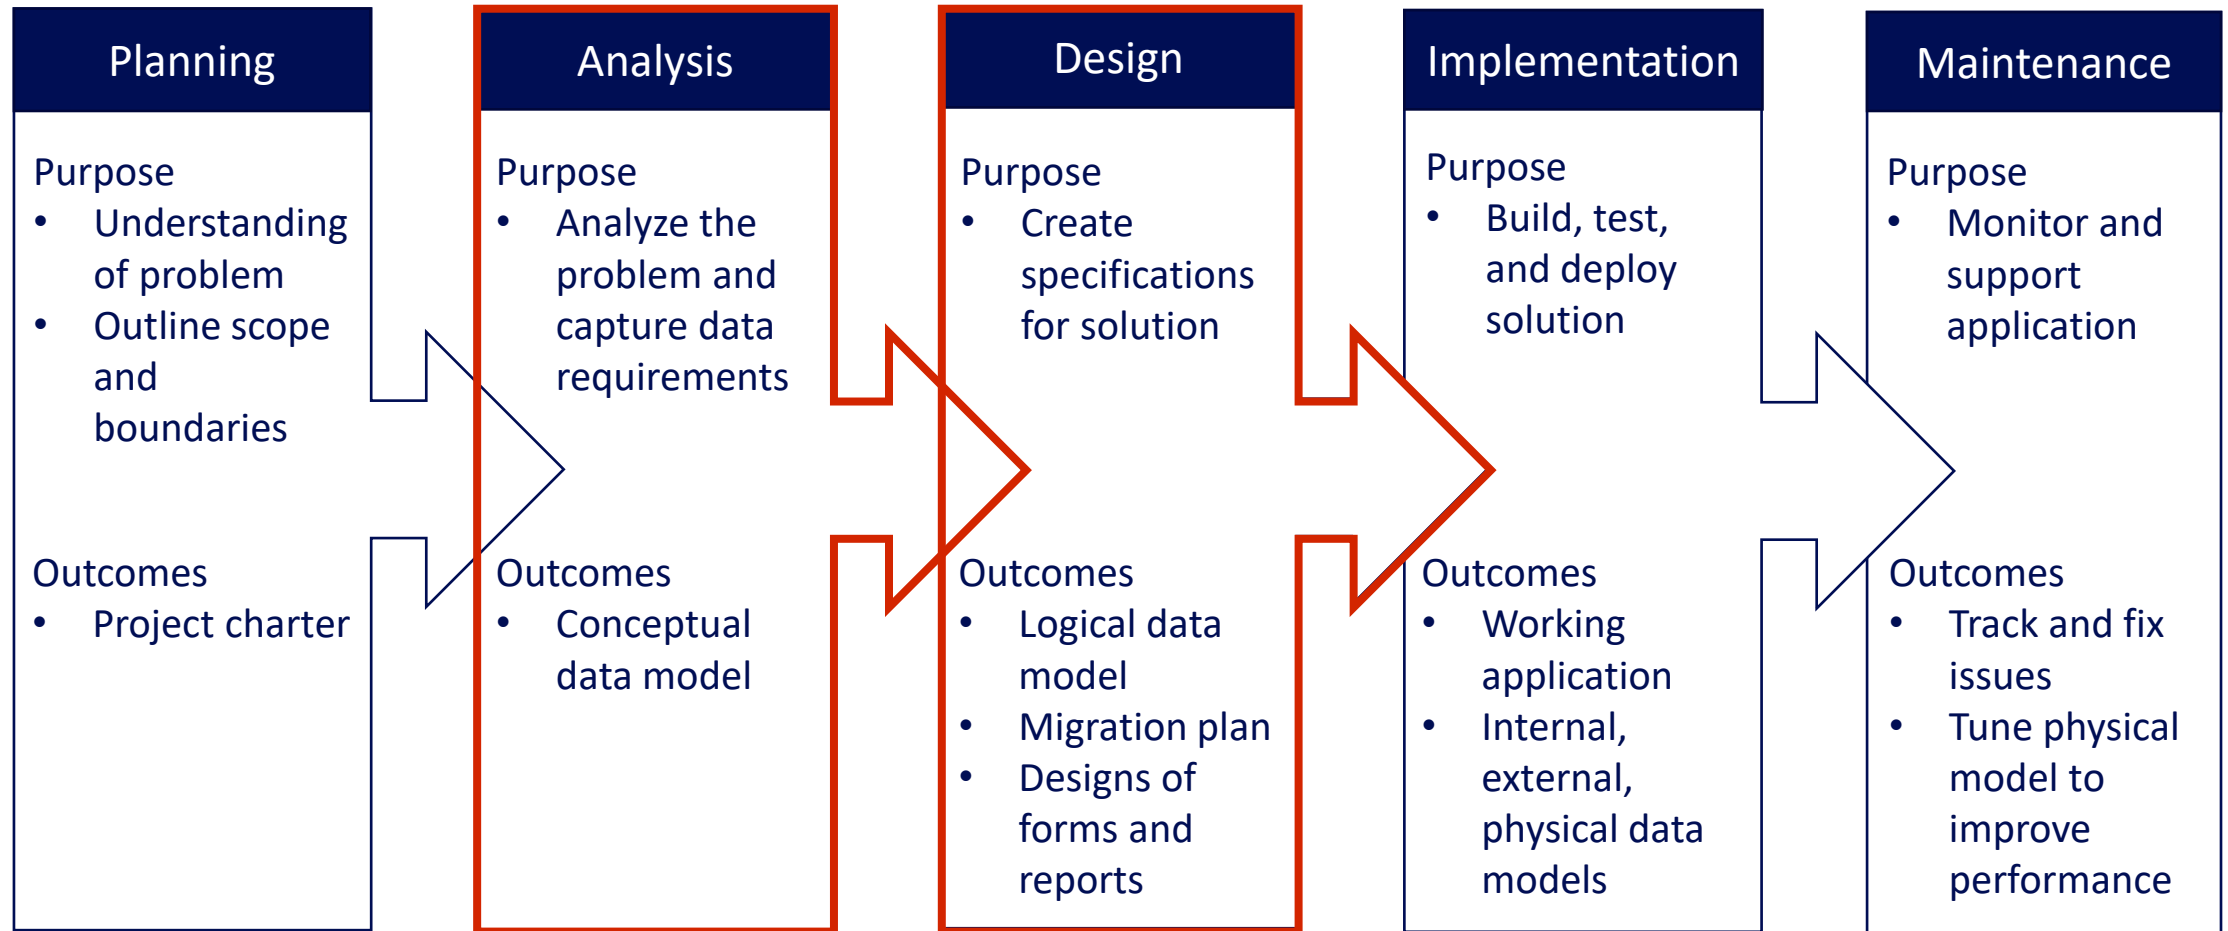 Planning
Purpose
• Understanding
of problem
• Outline scope
and
boundaries
Outcomes
• Project charter
Analysis
Purpose
• Analyze the
problem and
capture data
requirements
Outcomes
• Conceptual
data model
Design
Purpose
• Create
specifications
for solution
Outcomes
• Logical data
model
• Migration plan
• Designs of
forms and
reports
Implementation
Purpose
• Build, test,
and deploy
solution
Outcomes
• Working
application
• Internal,
external,
physical data
models
Maintenance
Purpose
• Monitor and
support
application
Outcomes
• Track and fix
issues
• Tune physical
model to
improve
performance